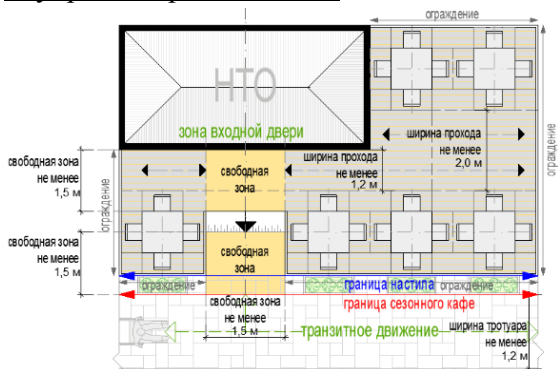 ограждение
НТО
зона входной двери
ширина прохода
не менее
2,0 м
ограждение
свободная зона
не менее
1,5 м
свободная
зона
ширина прохода
не менее
1,2 м
ограждение
свободная зона
не менее
1,5 м
свободная
зона
граница настила
ограждение
ограждение
граница сезонного кафе
свободная зона
не менее
1,5 м
транзитное движение
ширина тротуара
не менее
1,2 м